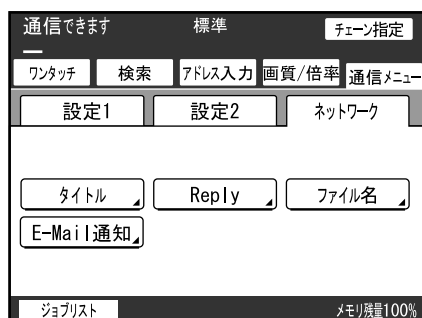 通信できます 標準 チェーン指定
ワンタッチ 検索 アドレス入力 画質/倍率 通信メニュー
設定1 設定2 ネットワーク
タイトル Reply ファイル名
E-Mail通知
ジョブリスト メモリ残量100%